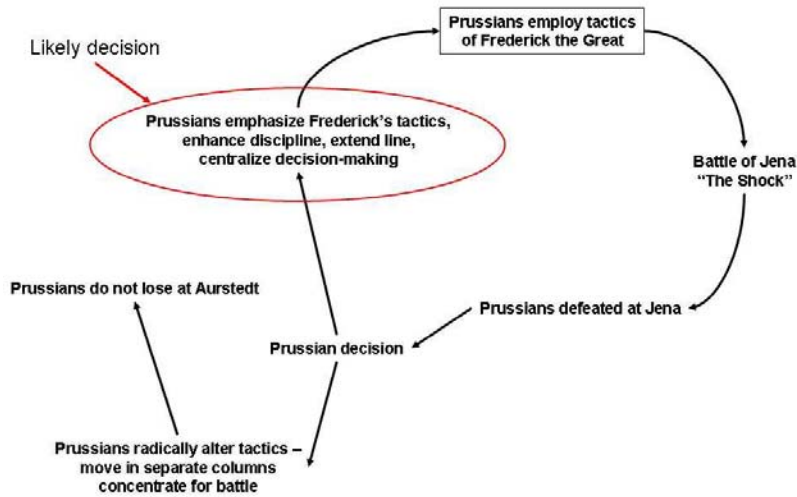 Prussians employ tactics
of Frederick the Great
Likely decision
Prussians emphasize Frederick's tactics,
enhance discipline, extend line,
centralize decision-making
Battle of Jena
"The Shock"
Prussians do not lose at Aurstedt
Prussians defeated at Jena
Prussian decision
Prussians radically alter tactics –
move in separate columns
concentrate for battle